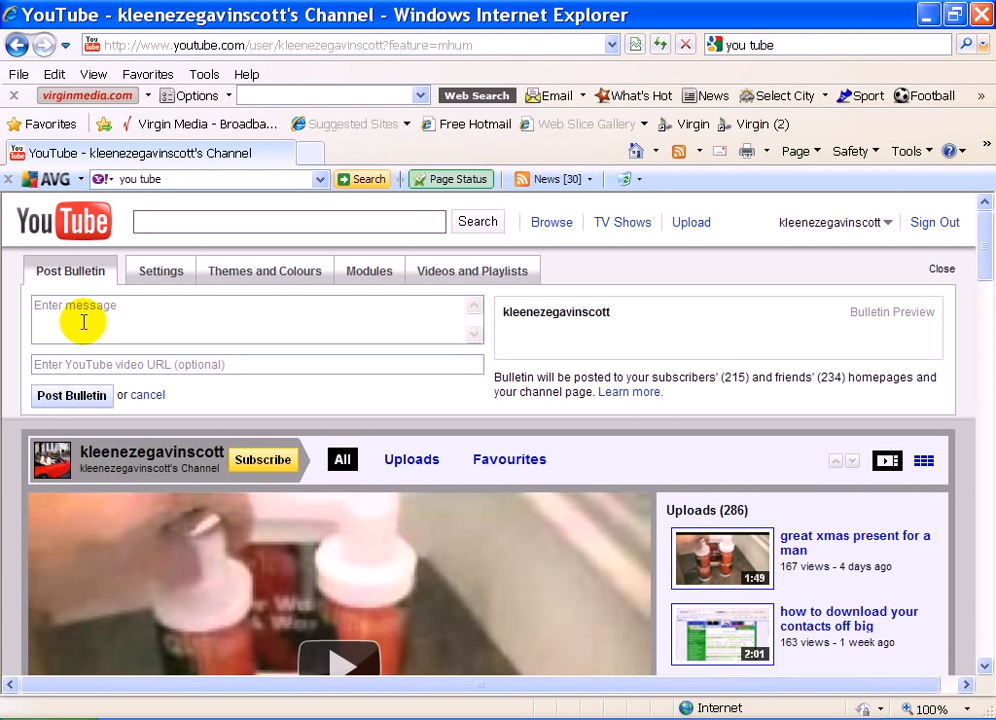 YouTube - kleenezegavinscott's Channel - Windows Internet Explorer
http://www.youtube.com/user/kleenezegavinscott?feature=mhum
you tube
File Edit View Favorites Tools Help
virginmedia.com Options Web Search Email What's Hot News Select City Sport Football »
Favorites Virgin Media - Broadba... Suggested Sites Free Hotmail Web Slice Gallery Virgin Virgin (2)
YouTube - kleenezegavinscott's Channel Page Safety Tools »
AVG Y! you tube Search Page Status News [30]
YouTube Search Browse TV Shows Upload kleenezegavinscott Sign Out
Post Bulletin Settings Themes and Colours Modules Videos and Playlists Close
Enter message
kleenezegavinscott Bulletin Preview
Enter YouTube video URL (optional)
Bulletin will be posted to your subscribers' (215) and friends' (234) homepages and
your channel page. Learn more.
Post Bulletin or cancel
kleenezegavinscott
kleenezegavinscott's Channel
Subscribe All Uploads Favourites
Uploads (286)
great xmas present for a
man
167 views - 4 days ago
1:49
how to download your
contacts off big
163 views - 1 week ago
2:01
Internet 100%